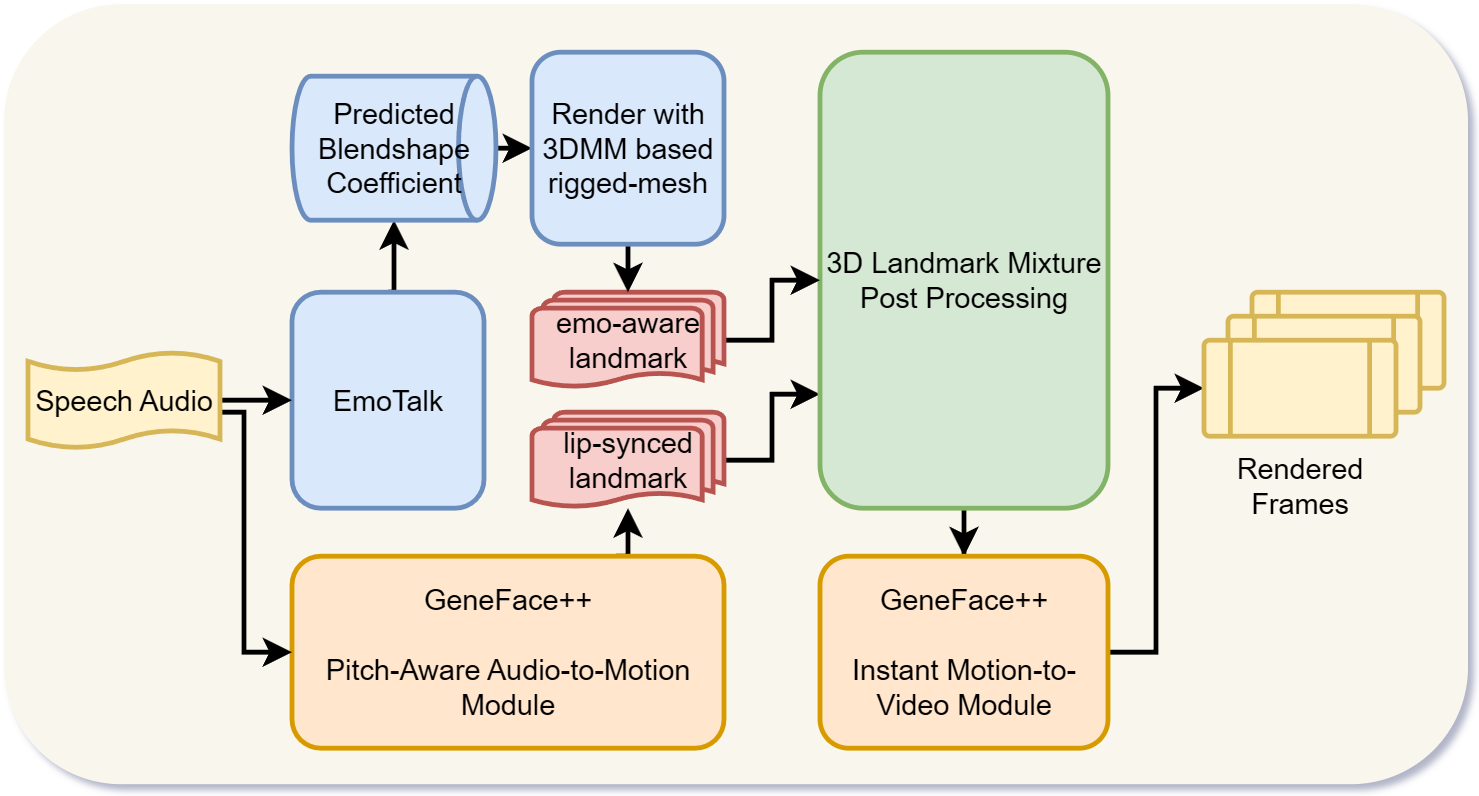 Speech Audio
EmoTalk
Predicted
Blendshape
Coefficient
Render with
3DMM based
rigged-mesh
emo-aware
landmark
lip-synced
landmark
GeneFace++
Pitch-Aware Audio-to-Motion
Module
3D Landmark Mixture
Post Processing
GeneFace++
Instant Motion-to-
Video Module
Rendered
Frames